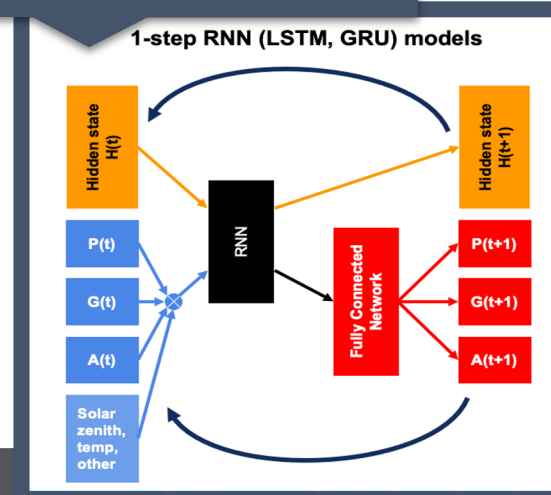 1-step RNN (LSTM, GRU) models
Hidden state
H(t)
Hidden state
H(t+1)
P(t)
G(t)
A(t)
Solar
zenith,
temp,
other
RNN
Fully Connected
Network
P(t+1)
G(t+1)
A(t+1)